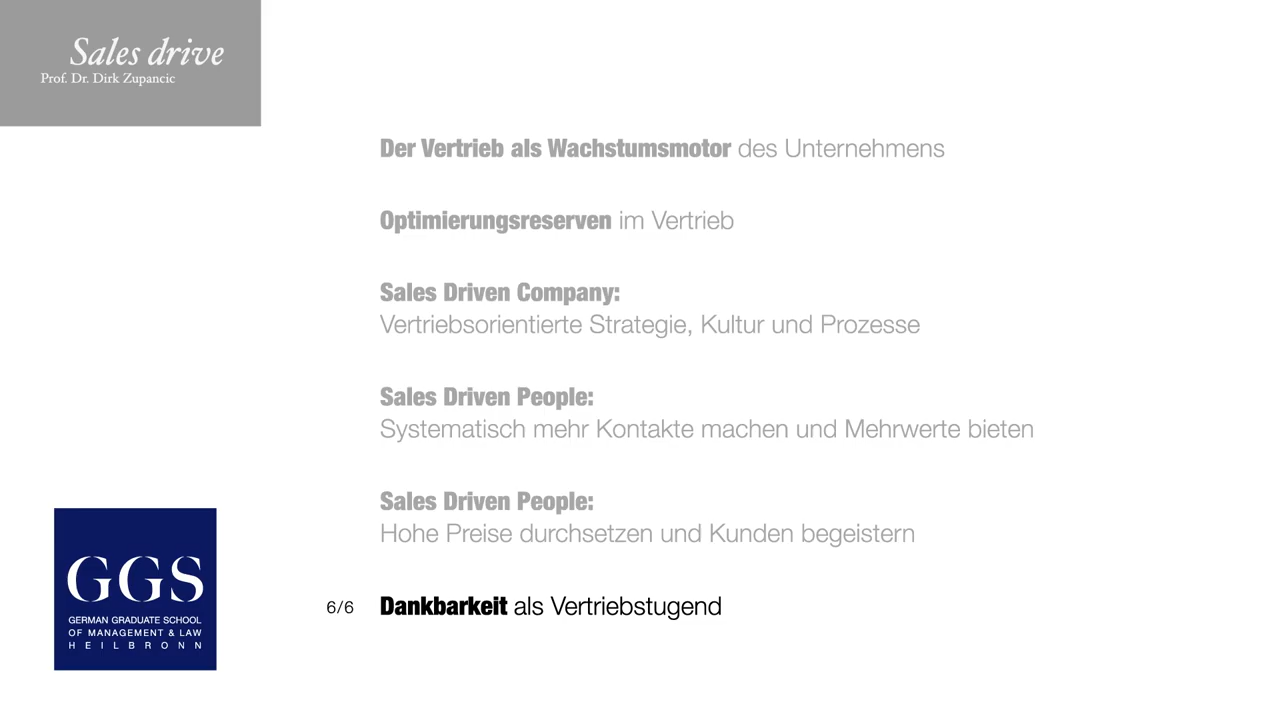 Sales drive
Prof. Dr. Dirk Zupancic
Der Vertrieb als Wachstumsmotor des Unternehmens
Optimierungsreserven im Vertrieb
Sales Driven Company:
Vertriebsorientierte Strategie, Kultur und Prozesse
Sales Driven People:
Systematisch mehr Kontakte machen und Mehrwerte bieten
Sales Driven People:
Hohe Preise durchsetzen und Kunden begeistern
6/6 Dankbarkeit als Vertriebstugend
GGS
GERMAN GRADUATE SCHOOL
OF MANAGEMENT & LAW
HEILBRONN